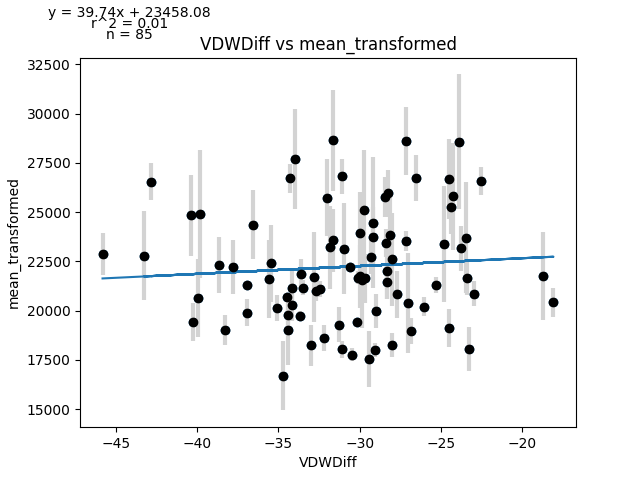 y = 39.74x + 23458.08
r^2 = 0.01
n = 85
VDWDiff vs mean_transformed
mean_transformed
32500
30000
27500
25000
22500
20000
17500
15000
−45
−40
−35
−30
−25
−20
VDWDiff